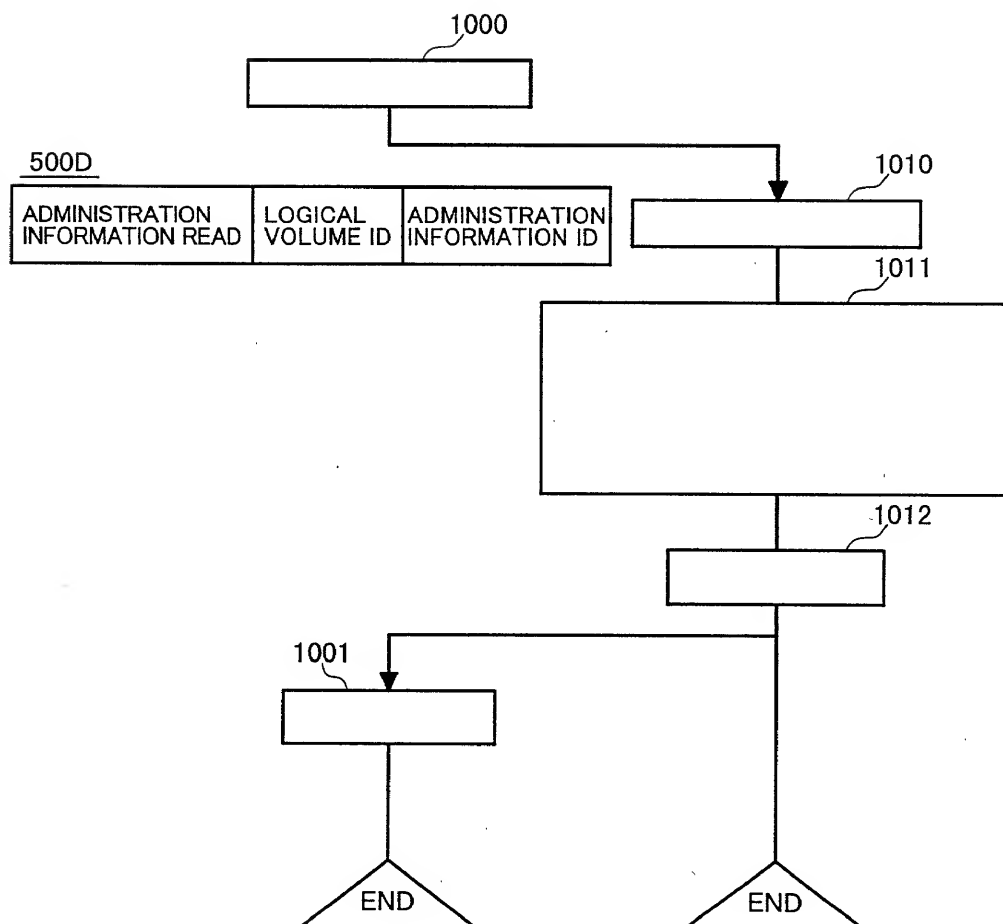 1000
500D
ADMINISTRATION
INFORMATION READ
LOGICAL
VOLUME ID
ADMINISTRATION
INFORMATION ID
1010
1011
1012
1001
END
END